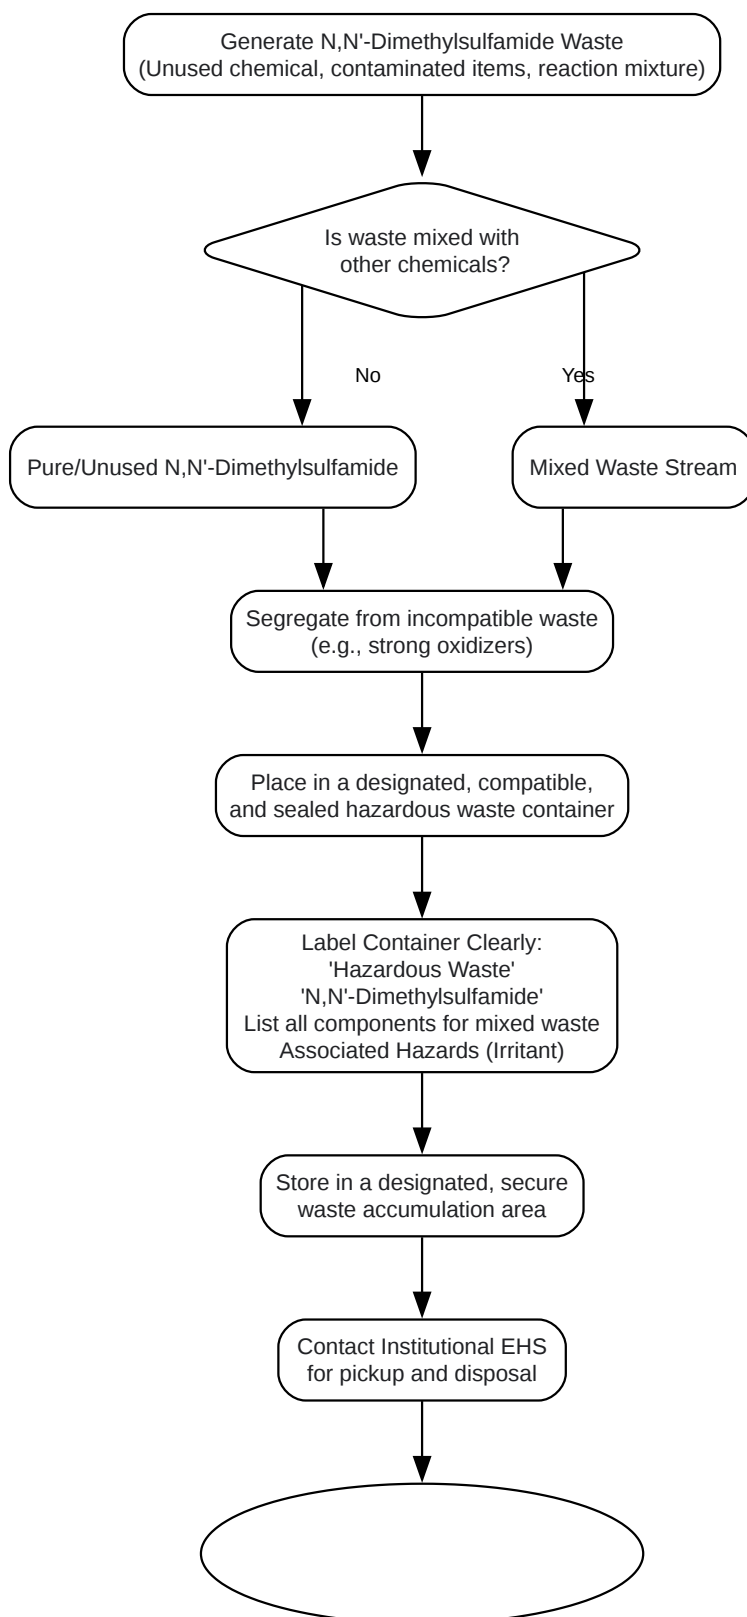 Generate N,N'-Dimethylsulfamide Waste
(Unused chemical, contaminated items, reaction mixture)
Is waste mixed with
other chemicals?
No
Yes
Pure/Unused N,N'-Dimethylsulfamide
Mixed Waste Stream
Segregate from incompatible waste
(e.g., strong oxidizers)
Place in a designated, compatible,
and sealed hazardous waste container
Label Container Clearly:
'Hazardous Waste'
'N,N'-Dimethylsulfamide'
List all components for mixed waste
Associated Hazards (Irritant)
Store in a designated, secure
waste accumulation area
Contact Institutional EHS
for pickup and disposal